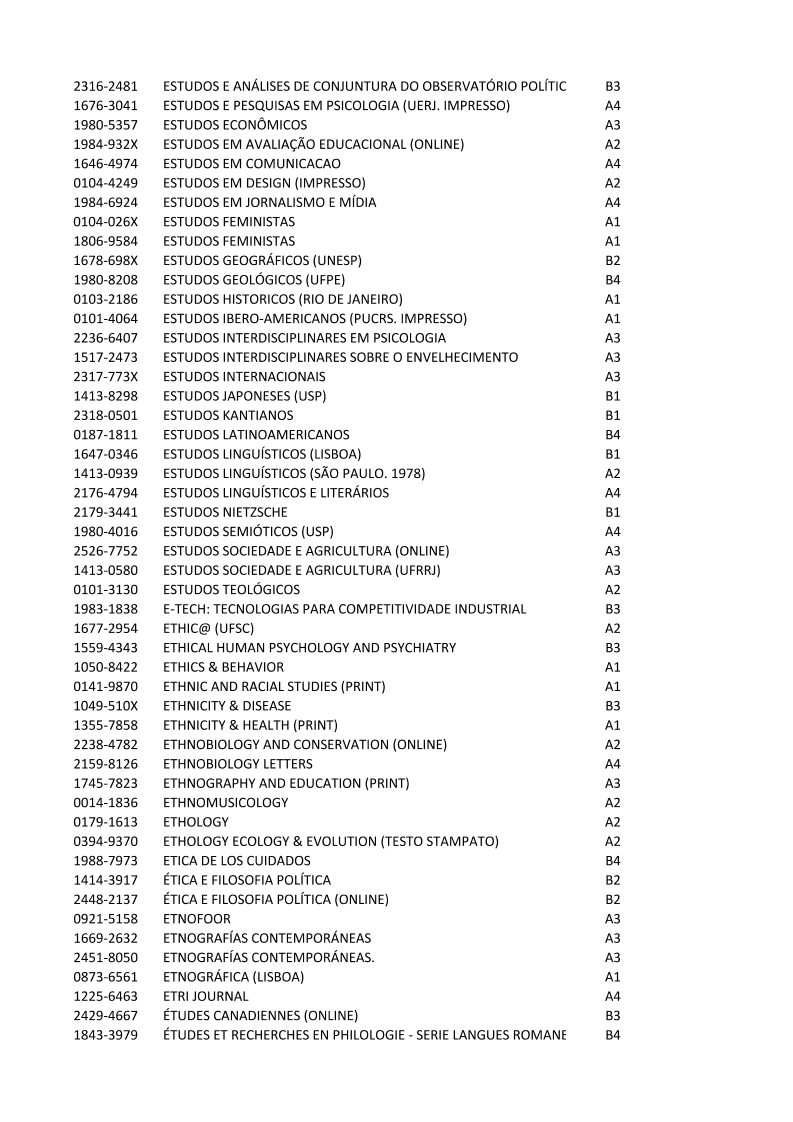 2316-2481 ESTUDOS E ANÁLISES DE CONJUNTURA DO OBSERVATÓRIO POLÍTIC B3
1676-3041 ESTUDOS E PESQUISAS EM PSICOLOGIA (UERJ. IMPRESSO) A4
1980-5357 ESTUDOS ECONÔMICOS A3
1984-932X ESTUDOS EM AVALIAÇÃO EDUCACIONAL (ONLINE) A2
1646-4974 ESTUDOS EM COMUNICACAO A4
0104-4249 ESTUDOS EM DESIGN (IMPRESSO) A2
1984-6924 ESTUDOS EM JORNALISMO E MÍDIA A4
0104-026X ESTUDOS FEMINISTAS A1
1806-9584 ESTUDOS FEMINISTAS A1
1678-698X ESTUDOS GEOGRÁFICOS (UNESP) B2
1980-8208 ESTUDOS GEOLÓGICOS (UFPE) B4
0103-2186 ESTUDOS HISTORICOS (RIO DE JANEIRO) A1
0101-4064 ESTUDOS IBERO-AMERICANOS (PUCRS. IMPRESSO) A1
2236-6407 ESTUDOS INTERDISCIPLINARES EM PSICOLOGIA A3
1517-2473 ESTUDOS INTERDISCIPLINARES SOBRE O ENVELHECIMENTO A3
2317-773X ESTUDOS INTERNACIONAIS A3
1413-8298 ESTUDOS JAPONESES (USP) B1
2318-0501 ESTUDOS KANTIANOS B1
0187-1811 ESTUDOS LATINOAMERICANOS B4
1647-0346 ESTUDOS LINGUÍSTICOS (LISBOA) B1
1413-0939 ESTUDOS LINGUÍSTICOS (SÃO PAULO. 1978) A2
2176-4794 ESTUDOS LINGUÍSTICOS E LITERÁRIOS A4
2179-3441 ESTUDOS NIETZSCHE B1
1980-4016 ESTUDOS SEMIÓTICOS (USP) A4
2526-7752 ESTUDOS SOCIEDADE E AGRICULTURA (ONLINE) A3
1413-0580 ESTUDOS SOCIEDADE E AGRICULTURA (UFRRJ) A3
0101-3130 ESTUDOS TEOLÓGICOS A2
1983-1838 E-TECH: TECNOLOGIAS PARA COMPETITIVIDADE INDUSTRIAL B3
1677-2954 ETHIC@ (UFSC) A2
1559-4343 ETHICAL HUMAN PSYCHOLOGY AND PSYCHIATRY B3
1050-8422 ETHICS & BEHAVIOR A1
0141-9870 ETHNIC AND RACIAL STUDIES (PRINT) A1
1049-510X ETHNICITY & DISEASE B3
1355-7858 ETHNICITY & HEALTH (PRINT) A1
2238-4782 ETHNOBIOLOGY AND CONSERVATION (ONLINE) A2
2159-8126 ETHNOBIOLOGY LETTERS A4
1745-7823 ETHNOGRAPHY AND EDUCATION (PRINT) A3
0014-1836 ETHNOMUSICOLOGY A2
0179-1613 ETHOLOGY A2
0394-9370 ETHOLOGY ECOLOGY & EVOLUTION (TESTO STAMPATO) A2
1988-7973 ETICA DE LOS CUIDADOS B4
1414-3917 ÉTICA E FILOSOFIA POLÍTICA B2
2448-2137 ÉTICA E FILOSOFIA POLÍTICA (ONLINE) B2
0921-5158 ETNOFOOR A3
1669-2632 ETNOGRAFÍAS CONTEMPORÁNEAS A3
2451-8050 ETNOGRAFÍAS CONTEMPORÁNEAS. A3
0873-6561 ETNOGRÁFICA (LISBOA) A1
1225-6463 ETRI JOURNAL A4
2429-4667 ÉTUDES CANADIENNES (ONLINE) B3
1843-3979 ÉTUDES ET RECHERCHES EN PHILOLOGIE - SERIE LANGUES ROMANE B4